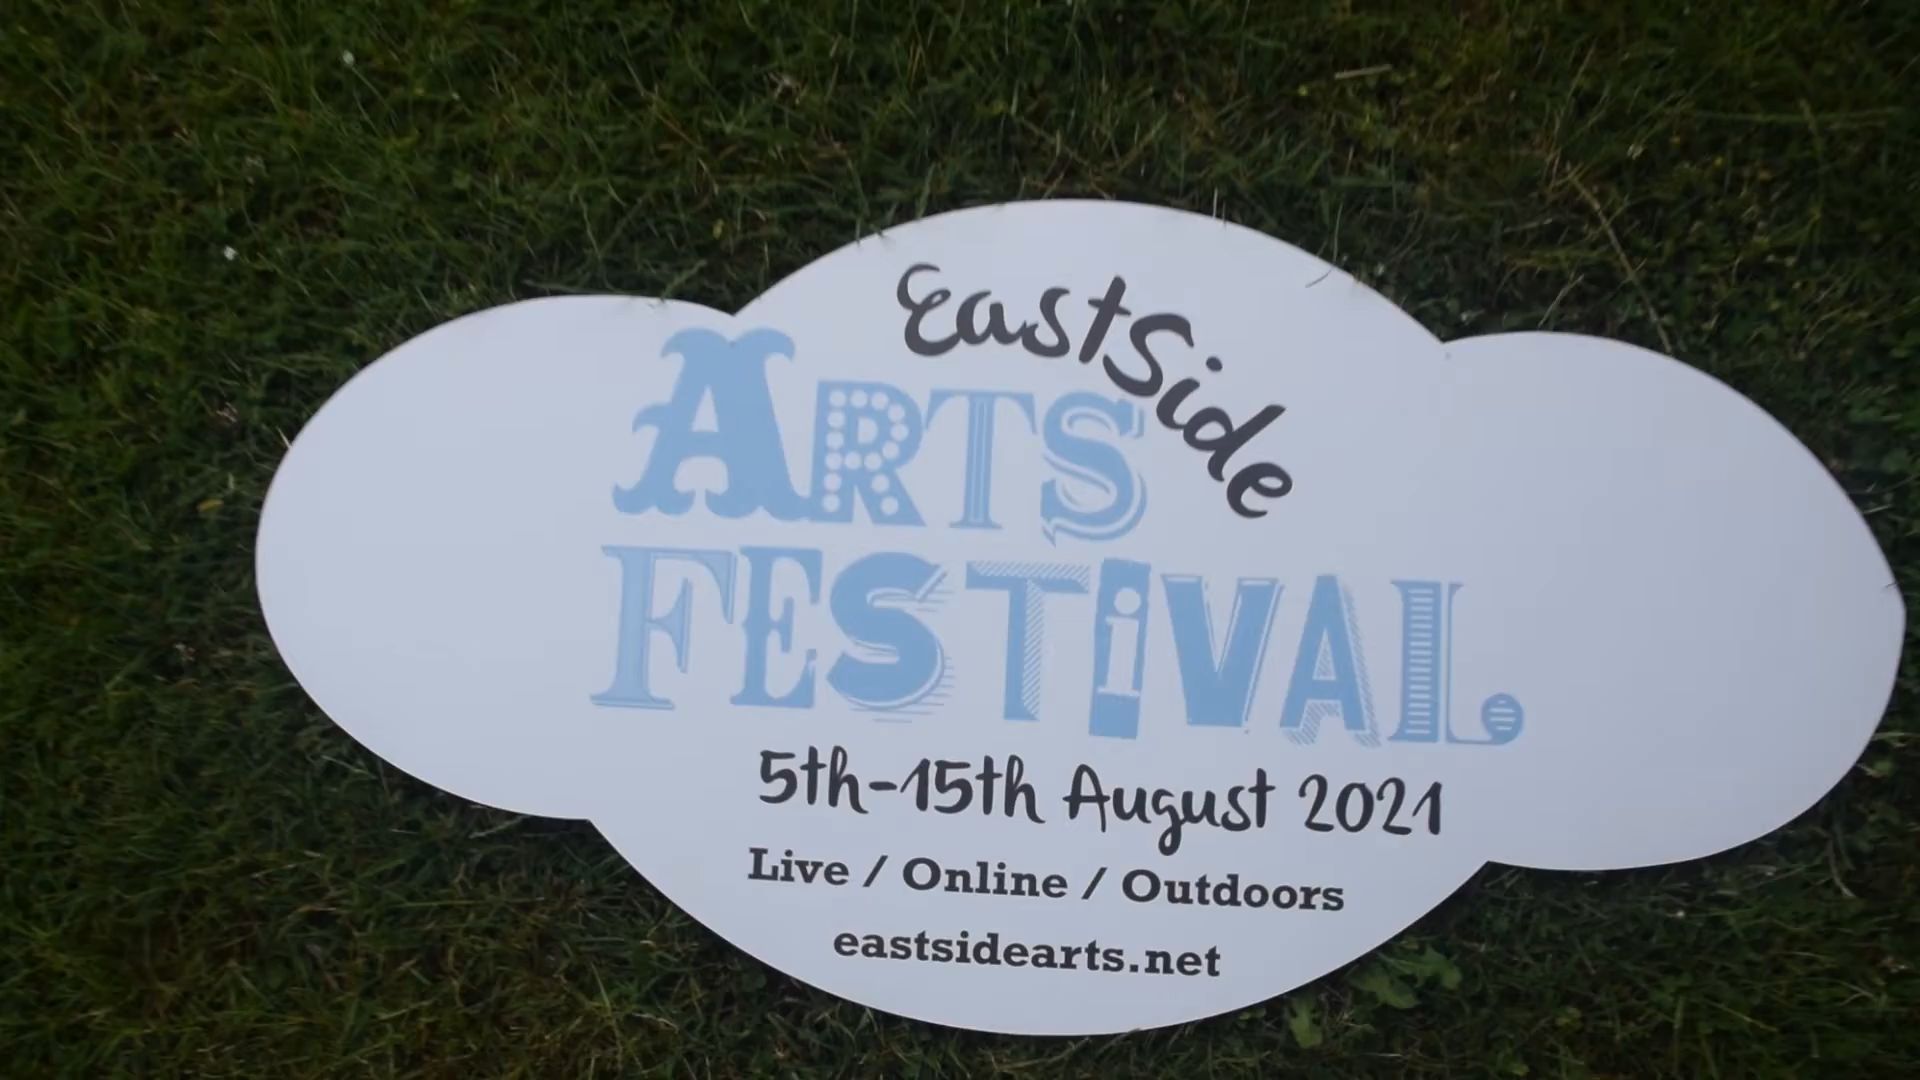 EastSide
ARTS
FESTiVAL
5th-15th August 2021
Live / Online / Outdoors
eastsidearts.net